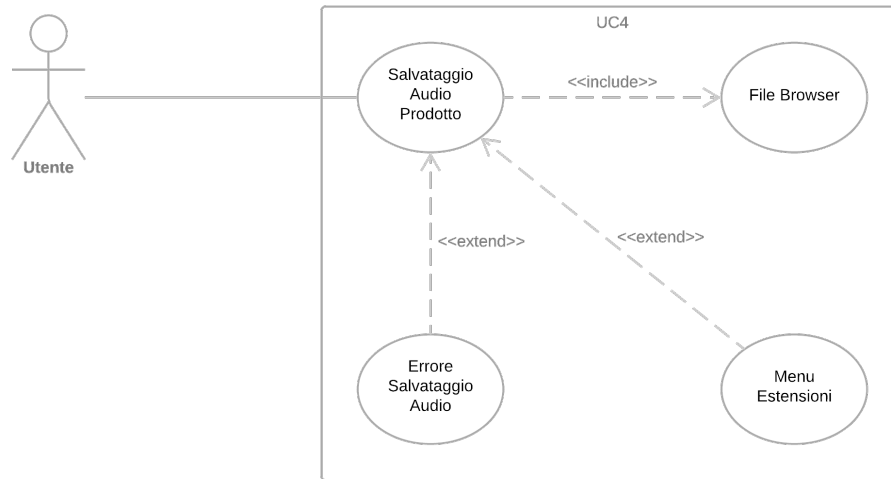 UC4
Salvataggio
Audio
Prodotto
<<include>>
File Browser
Utente
<<extend>>
<<extend>>
Errore
Salvataggio
Audio
Menu
Estensioni